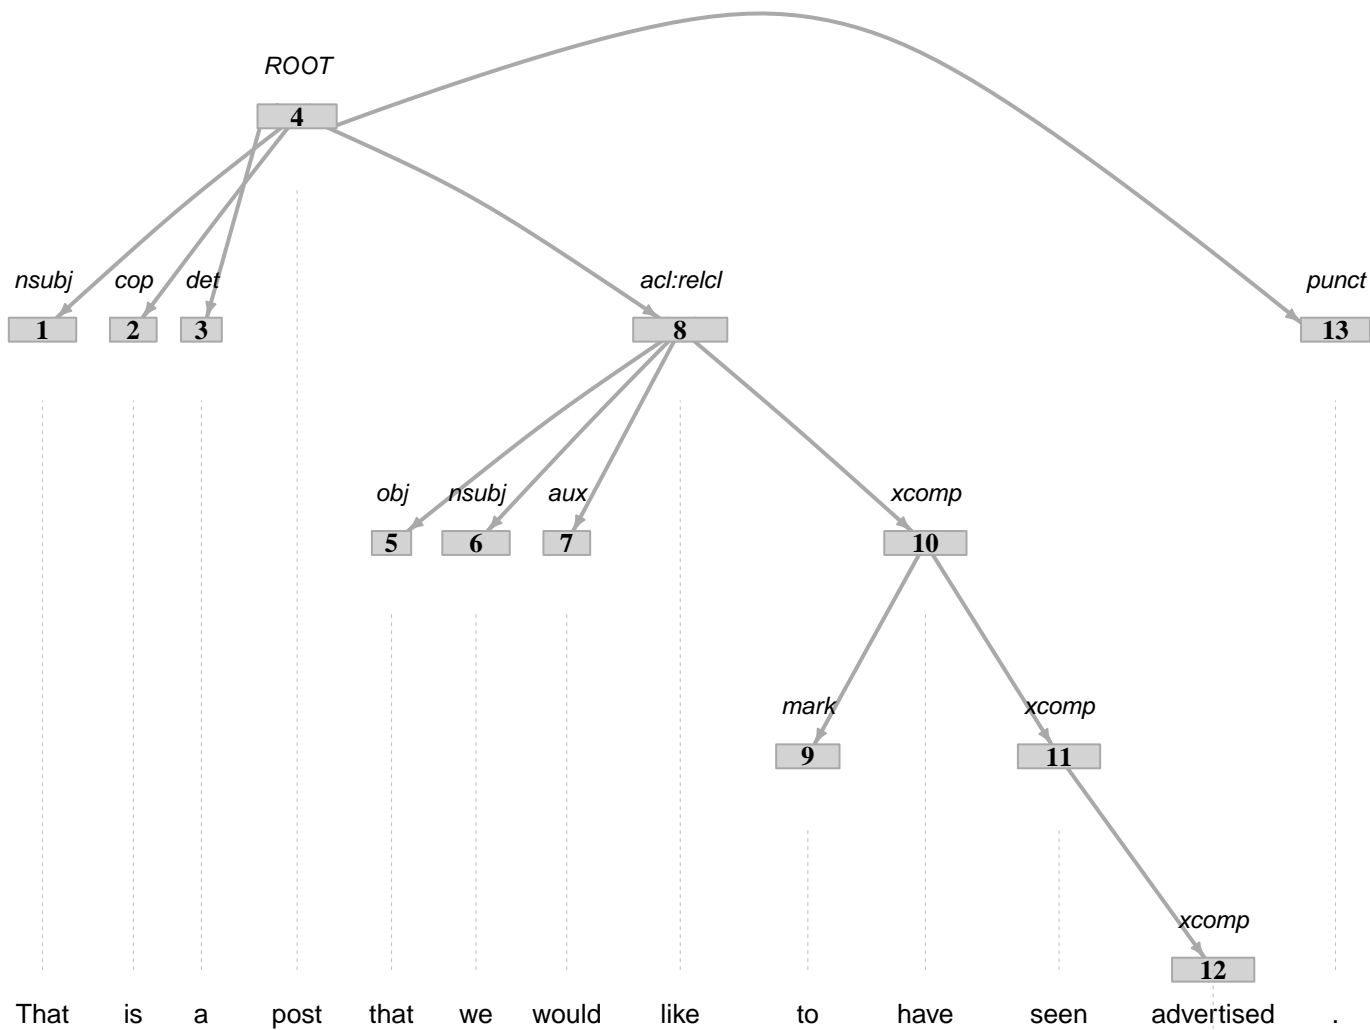 ROOT
4
nsubj cop det acl:relcl punct
1 2 3 8 13
obj nsubj aux xcomp
5 6 7 10
mark xcomp
9 11
xcomp
12
That is a post that we would like to have seen advertised .